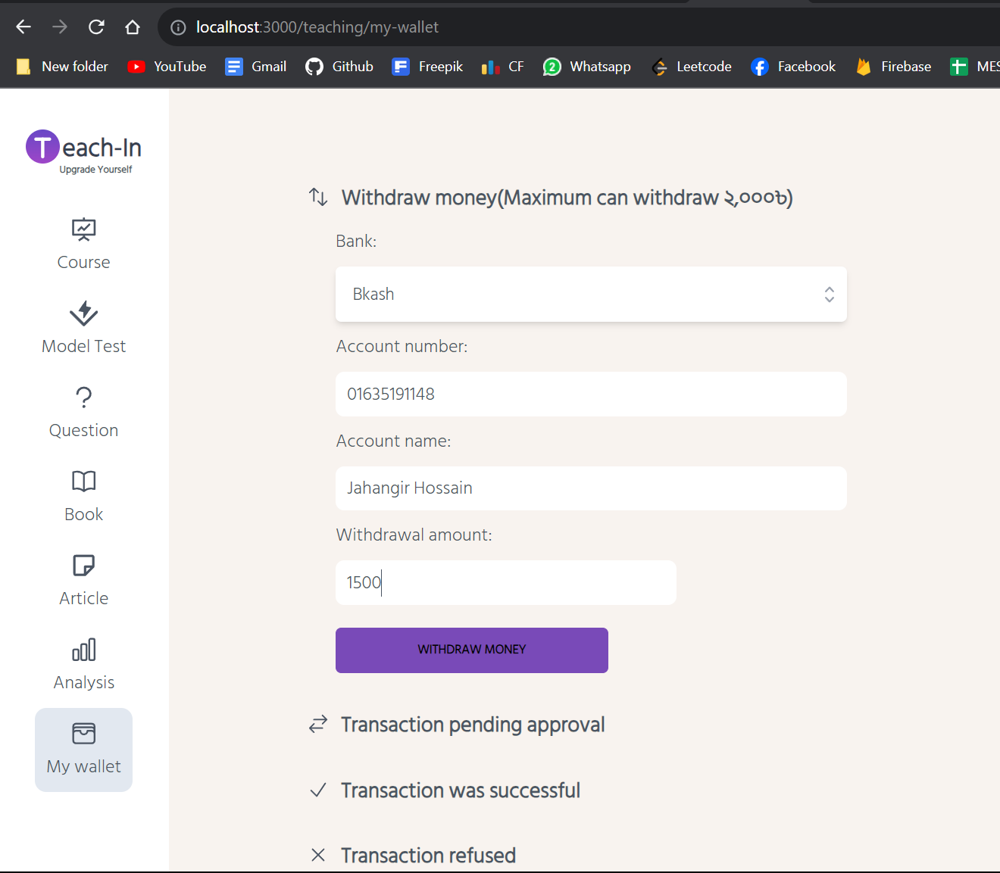 localhost:3000/teaching/my-wallet
New folder YouTube Gmail Github Freepik CF 2 Whatsapp Leetcode Facebook Firebase MES
Teach-In
Upgrade Yourself
Course
Model Test
Question
Book
Article
Analysis
My wallet
Withdraw money(Maximum can withdraw ২,০০০৳)
Bank:
Bkash
Account number:
01635191148
Account name:
Jahangir Hossain
Withdrawal amount:
1500
WITHDRAW MONEY
Transaction pending approval
Transaction was successful
Transaction refused